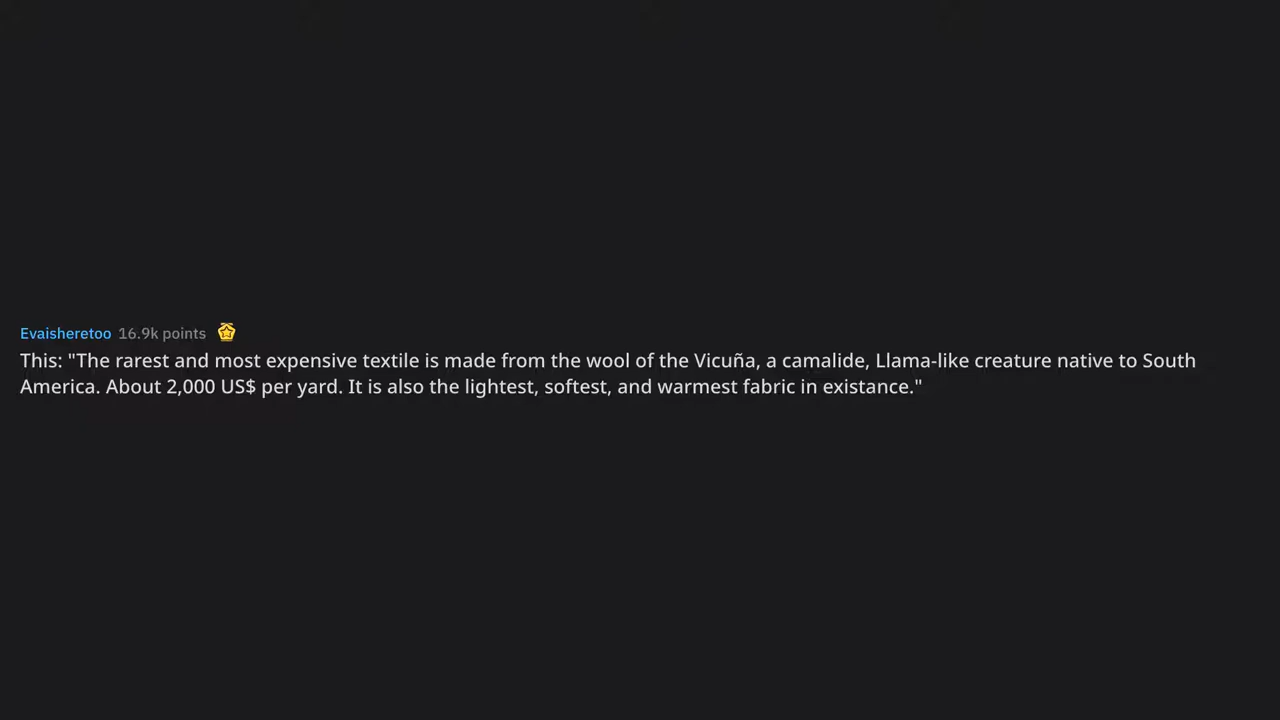 Evaisheretoo 16.9k points
This: "The rarest and most expensive textile is made from the wool of the Vicuña, a camalide, Llama-like creature native to South
America. About 2,000 US$ per yard. It is also the lightest, softest, and warmest fabric in existance."